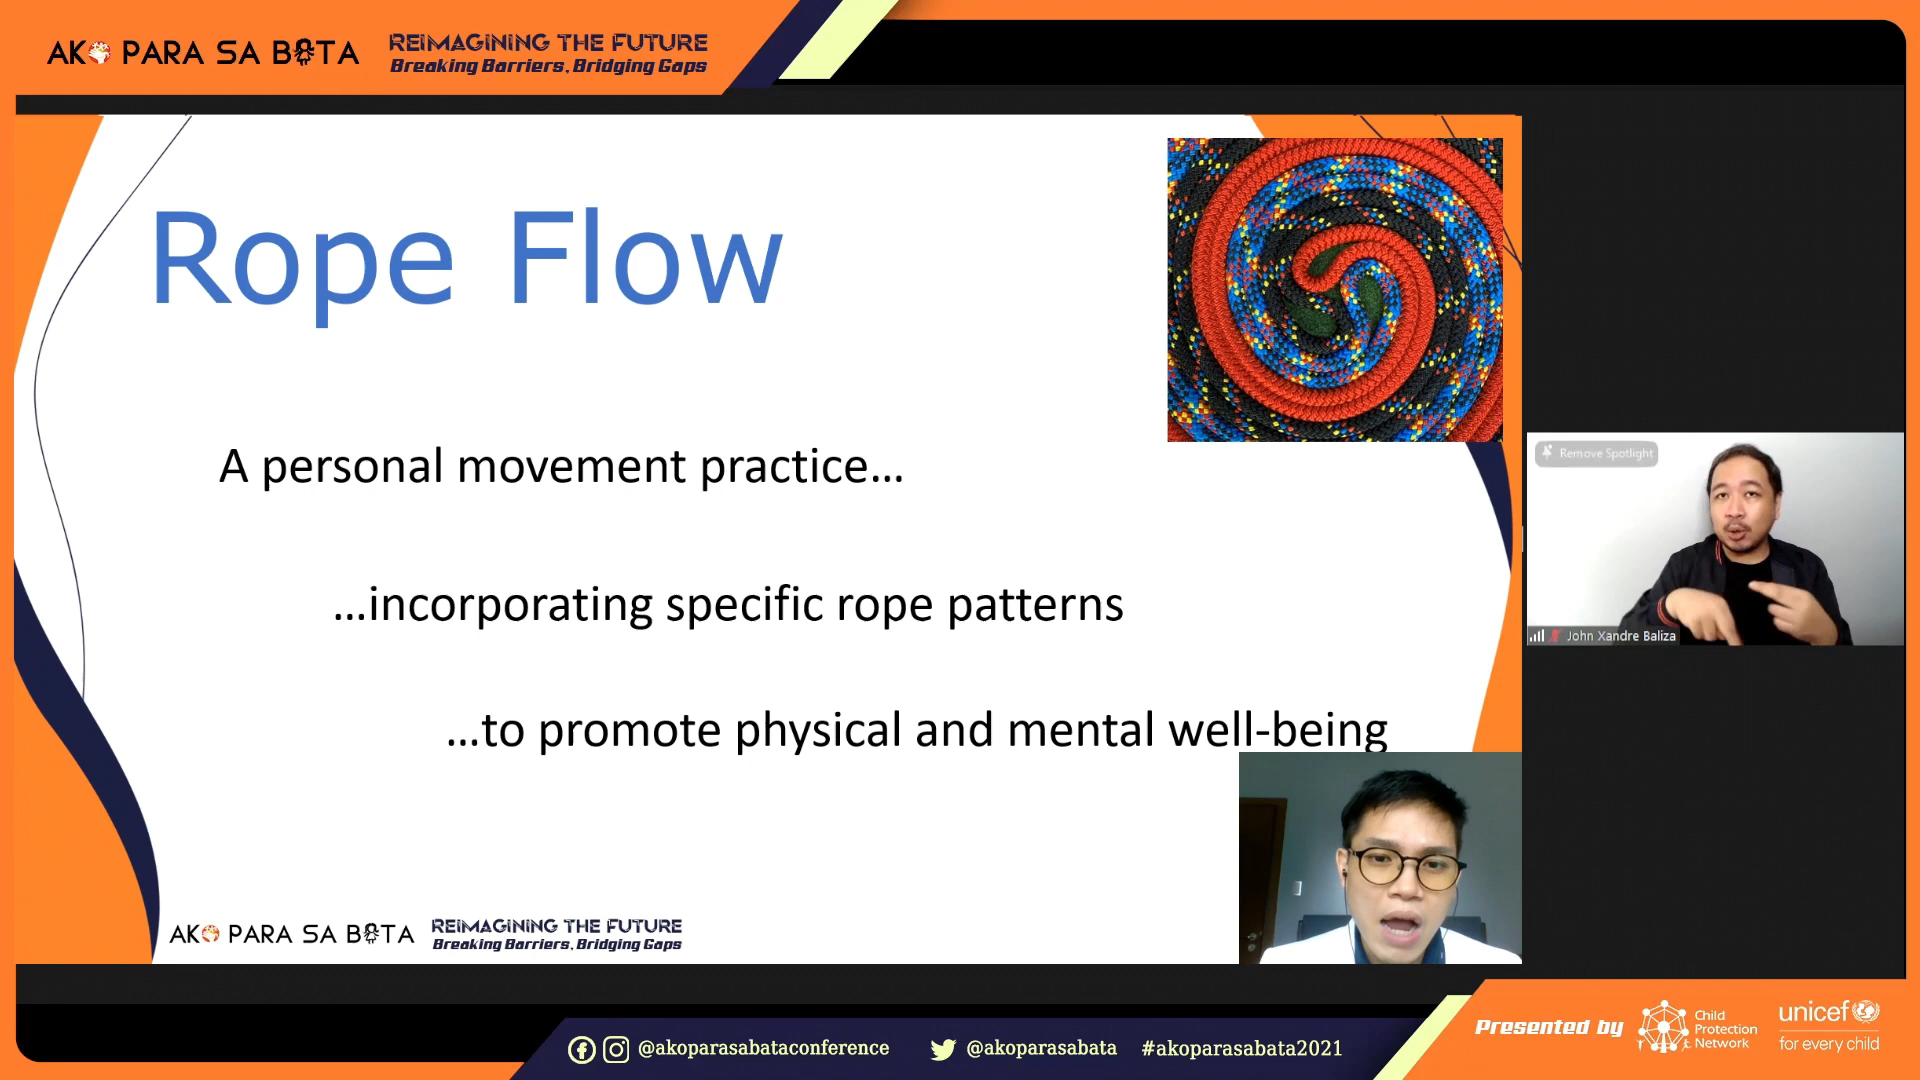 AKO PARA SA BATA
REIMAGINING THE FUTURE
Breaking Barriers, Bridging Gaps
Rope Flow
A personal movement practice...
...incorporating specific rope patterns
...to promote physical and mental well-being
AKO PARA SA BATA
REIMAGINING THE FUTURE
Breaking Barriers, Bridging Gaps
Remove Spotlight
John Xandre Baliza
@akoparasabataconference
@akoparasabata
#akoparasabata2021
Presented by
Child
Protection
Network
unicef
for every child